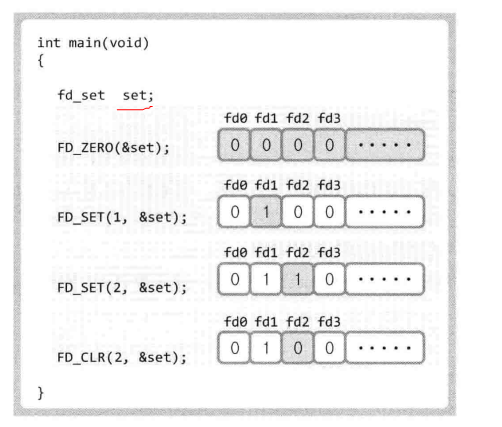 int main(void)
{
fd_set set;
fd0 fd1 fd2 fd3
FD_ZERO(&set); 0 0 0 0 ·····
fd0 fd1 fd2 fd3
FD_SET(1, &set); 0 1 0 0 ·····
fd0 fd1 fd2 fd3
FD_SET(2, &set); 0 1 1 0 ·····
fd0 fd1 fd2 fd3
FD_CLR(2, &set); 0 1 0 0 ·····
}